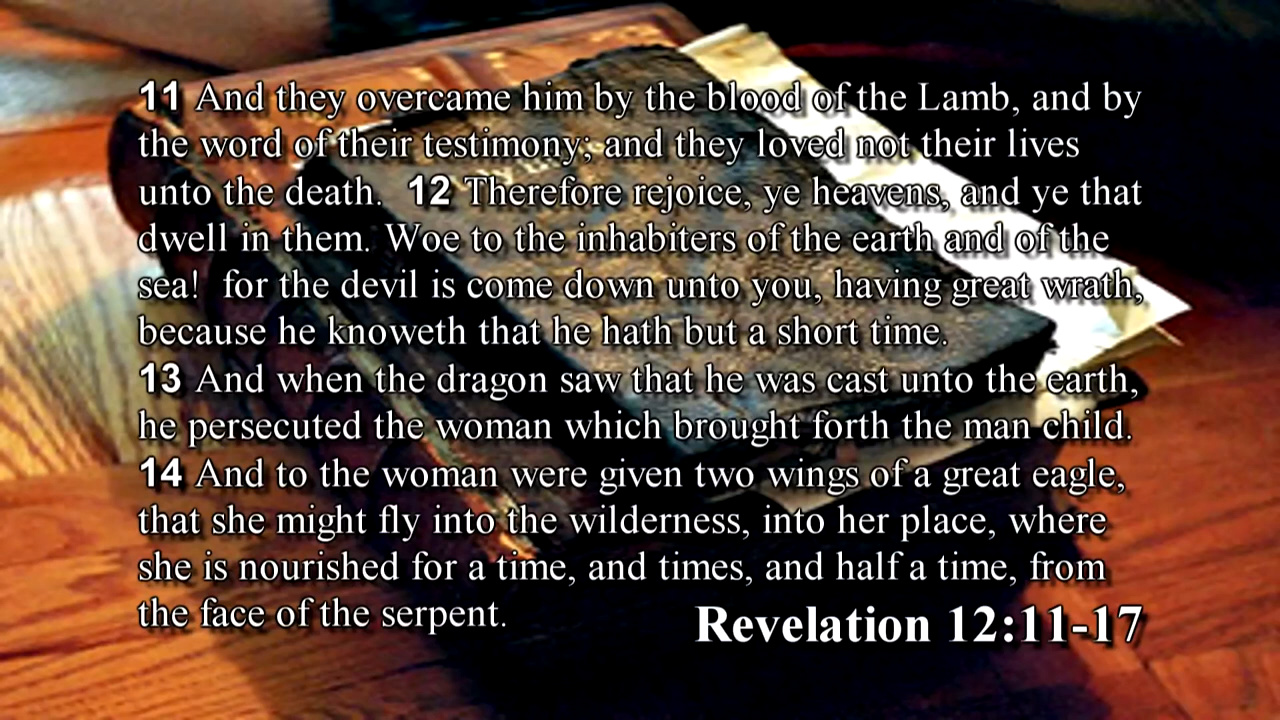 11 And they overcame him by the blood of the Lamb, and by
the word of their testimony; and they loved not their lives
unto the death. 12 Therefore rejoice, ye heavens, and ye that
dwell in them. Woe to the inhabiters of the earth and of the
sea! for the devil is come down unto you, having great wrath,
because he knoweth that he hath but a short time.
13 And when the dragon saw that he was cast unto the earth,
he persecuted the woman which brought forth the man child.
14 And to the woman were given two wings of a great eagle,
that she might fly into the wilderness, into her place, where
she is nourished for a time, and times, and half a time, from
the face of the serpent.
Revelation 12:11-17